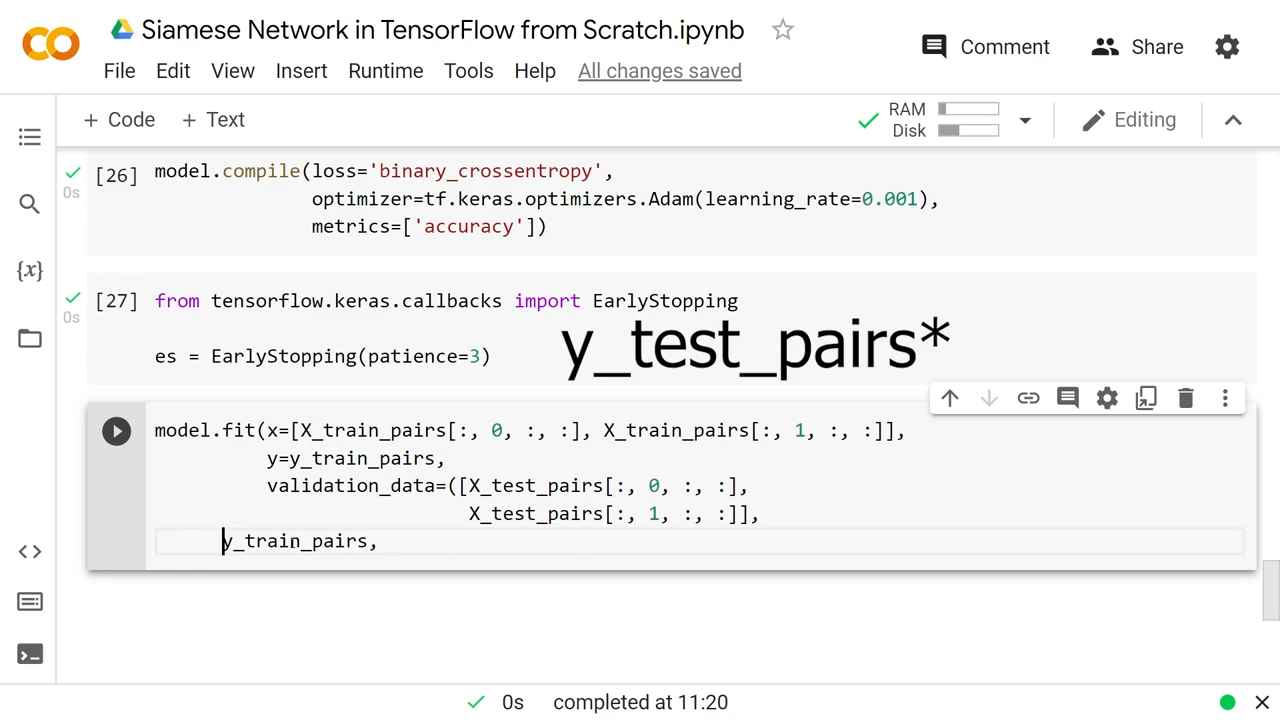 Siamese Network in TensorFlow from Scratch.ipynb
Comment
Share
File Edit View Insert Runtime Tools Help All changes saved
+ Code + Text
RAM
Disk
Editing
[26] model.compile(loss='binary_crossentropy',
0s
optimizer=tf.keras.optimizers.Adam(learning_rate=0.001),
metrics=['accuracy'])
[27] from tensorflow.keras.callbacks import EarlyStopping
0s
es = EarlyStopping(patience=3)
y_test_pairs*
model.fit(x=[X_train_pairs[:, 0, :, :], X_train_pairs[:, 1, :, :]],
y=y_train_pairs,
validation_data=([X_test_pairs[:, 0, :, :],
X_test_pairs[:, 1, :, :]],
y_train_pairs,
{x}
0s completed at 11:20